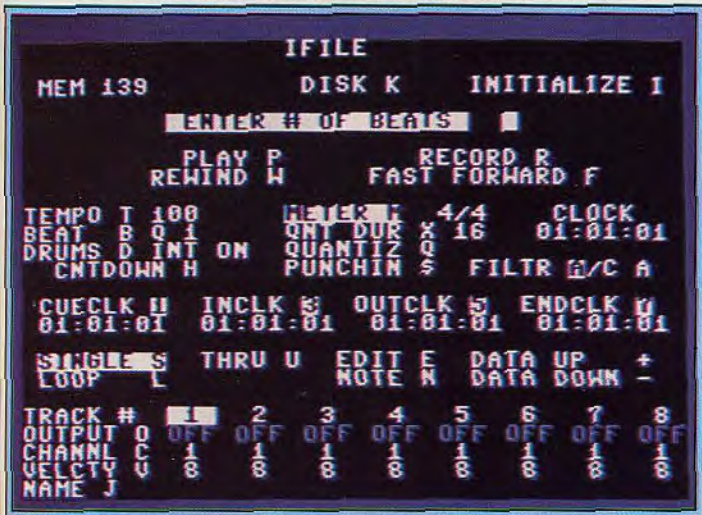 IFILE
MEM 139 DISK K INITIALIZE I
ENTER # OF BEATS
PLAY P RECORD R
REWIND W FAST FORWARD F
TEMPO T 100 METER M 4/4 CLOCK
BEAT B Q 1 QNT DUR X 16 01:01:01
DRUMS D INT ON QUANTIZ Q
CNTDOWN H PUNCHIN $ FILTR A/C A
CUECLK 1 INCLK 3 OUTCLK 5 ENDCLK 7
01:01:01 01:01:01 01:01:01 01:01:01
SINGLE S THRU U EDIT E DATA UP +
LOOP L NOTE N DATA DOWN -
TRACK # 1 2 3 4 5 6 7 8
OUTPUT O OFF OFF OFF OFF OFF OFF OFF OFF
CHANNL C 1 1 1 1 1 1 1 1
VELCTY V 8 8 8 8 8 8 8 8
NAME J